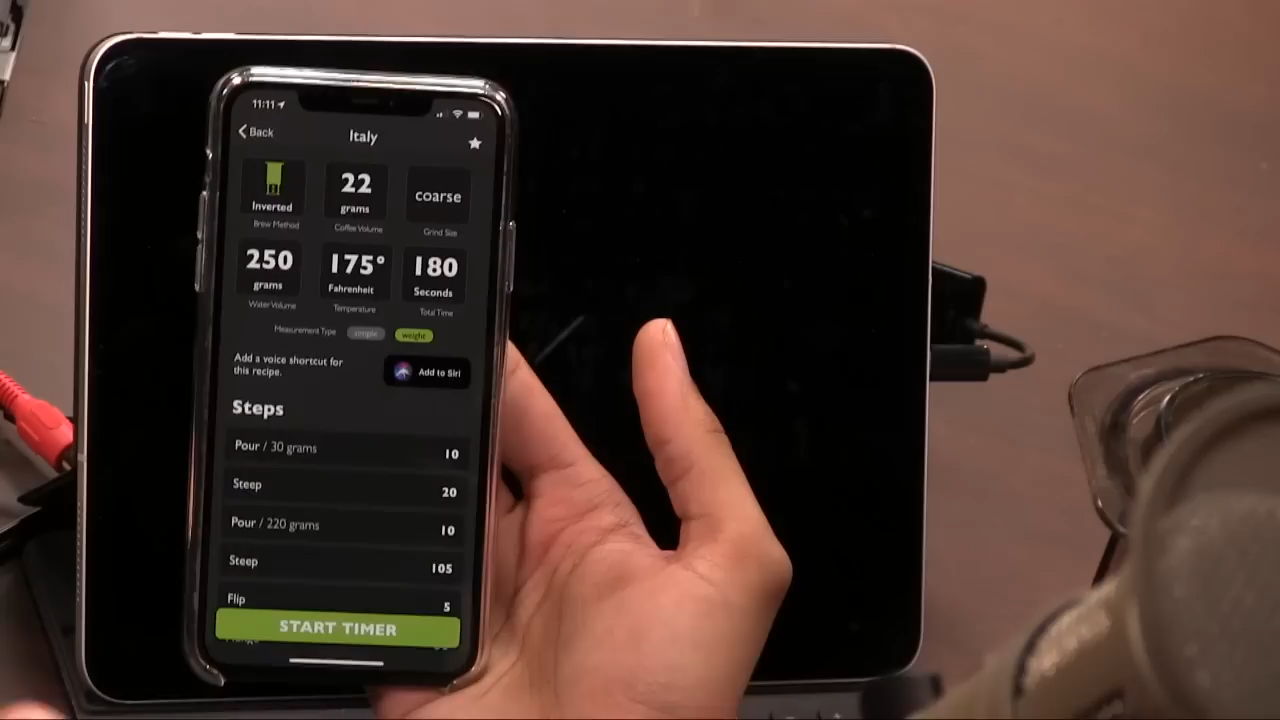 11:11
Back
Italy
Inverted
Brew Method
22
grams
Coffee Volume
coarse
Grind Size
250
grams
Water Volume
175°
Fahrenheit
Temperature
180
Seconds
Total Time
Measurement Type simple weight
Add a voice shortcut for
this recipe.
Add to Siri
Steps
Pour / 30 grams 10
Steep 20
Pour / 220 grams 10
Steep 105
Flip 5
START TIMER